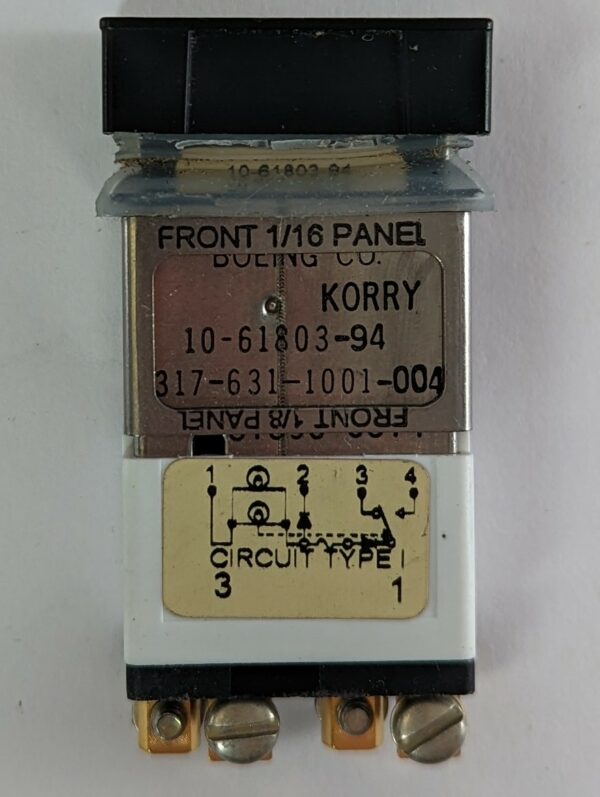 10-61803-94
FRONT 1/16 PANEL
BOEING CO.
KORRY
10-61803-94
317-631-1001-004
FRONT 1/8 PANEL
1 2 3 4
CIRCUIT TYPE I
3 1